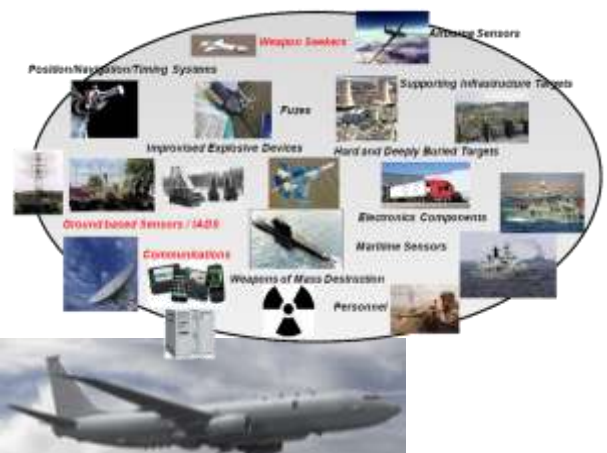 Weapon Seekers
Airborne Sensors
Position/Navigation/Timing Systems
Supporting Infrastructure Targets
Fuzes
Improvised Explosive Devices
Hard and Deeply Buried Targets
Ground based Sensors / IADS
Electronics Components
Communications
Maritime Sensors
Weapons of Mass Destruction
Personnel